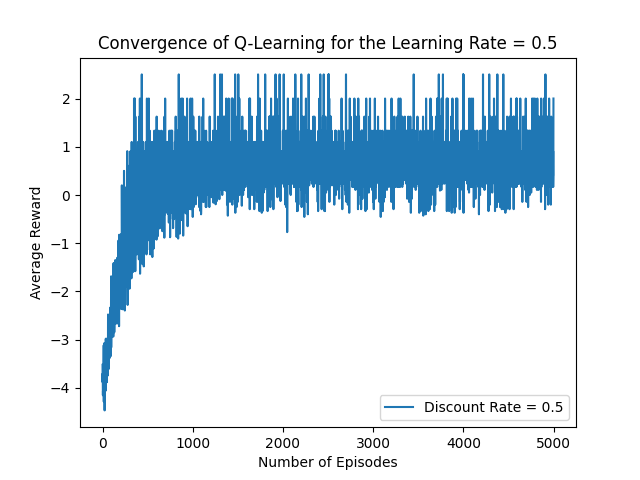 Convergence of Q-Learning for the Learning Rate = 0.5
Average Reward
2
1
0
−1
−2
−3
−4
Discount Rate = 0.5
0 1000 2000 3000 4000 5000
Number of Episodes